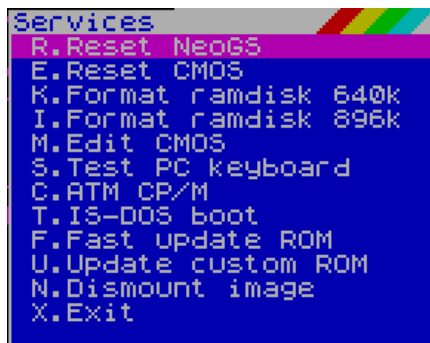 Services
R.Reset NeoGS
E.Reset CMOS
K.Format ramdisk 640k
I.Format ramdisk 896k
M.Edit CMOS
S.Test PC keyboard
C.ATM CP/M
T.IS-DOS boot
F.Fast update ROM
U.Update custom ROM
N.Dismount image
X.Exit